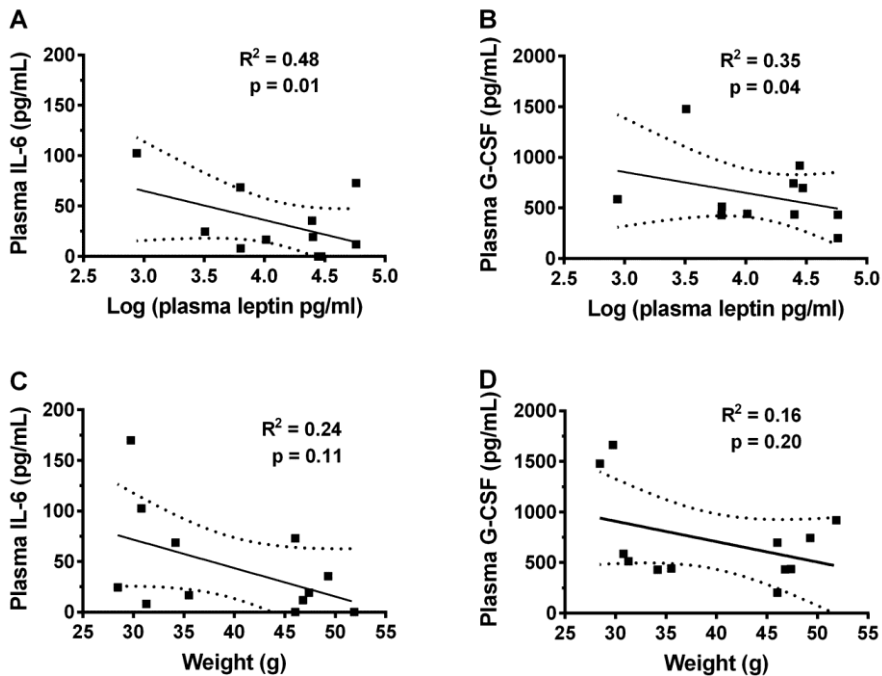 A
Plasma IL-6 (pg/mL)
200
150
100
50
0
R² = 0.48
p = 0.01
2.5 3.0 3.5 4.0 4.5 5.0
Log (plasma leptin pg/ml)
B
Plasma G-CSF (pg/mL)
2000
1500
1000
500
0
R² = 0.35
p = 0.04
2.5 3.0 3.5 4.0 4.5 5.0
Log (plasma leptin pg/ml)
C
Plasma IL-6 (pg/mL)
200
150
100
50
0
R² = 0.24
p = 0.11
25 30 35 40 45 50 55
Weight (g)
D
Plasma G-CSF (pg/mL)
2000
1500
1000
500
0
R² = 0.16
p = 0.20
25 30 35 40 45 50 55
Weight (g)